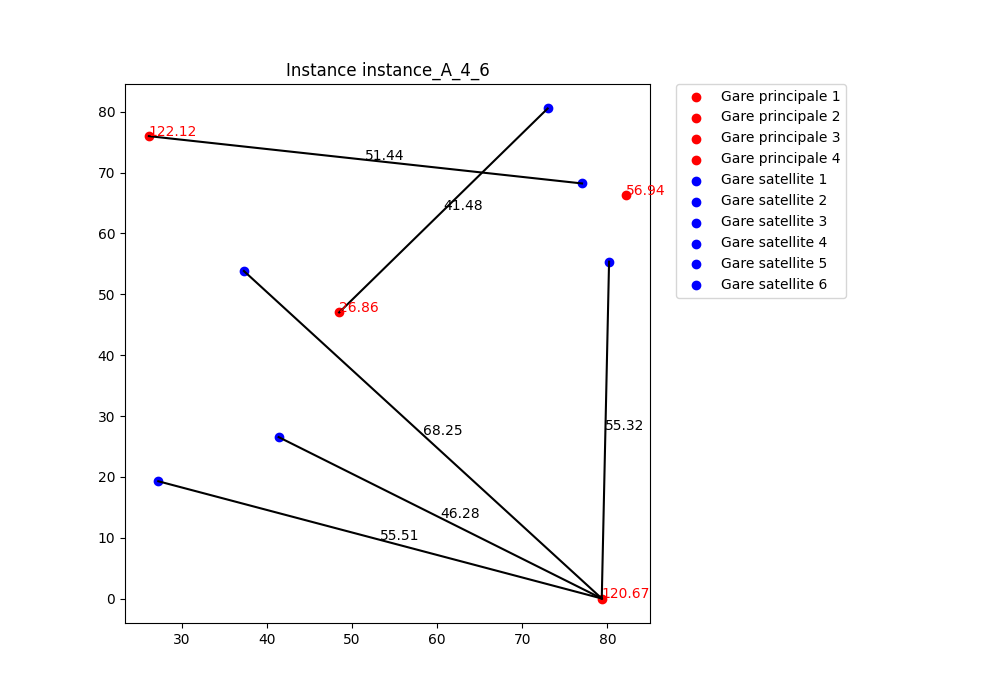 Instance instance_A_4_6
Gare principale 1
Gare principale 2
Gare principale 3
Gare principale 4
Gare satellite 1
Gare satellite 2
Gare satellite 3
Gare satellite 4
Gare satellite 5
Gare satellite 6
80
70
60
50
40
30
20
10
0
122.12
51.44
56.94
41.48
26.86
68.25
55.32
46.28
55.51
120.67
30 40 50 60 70 80